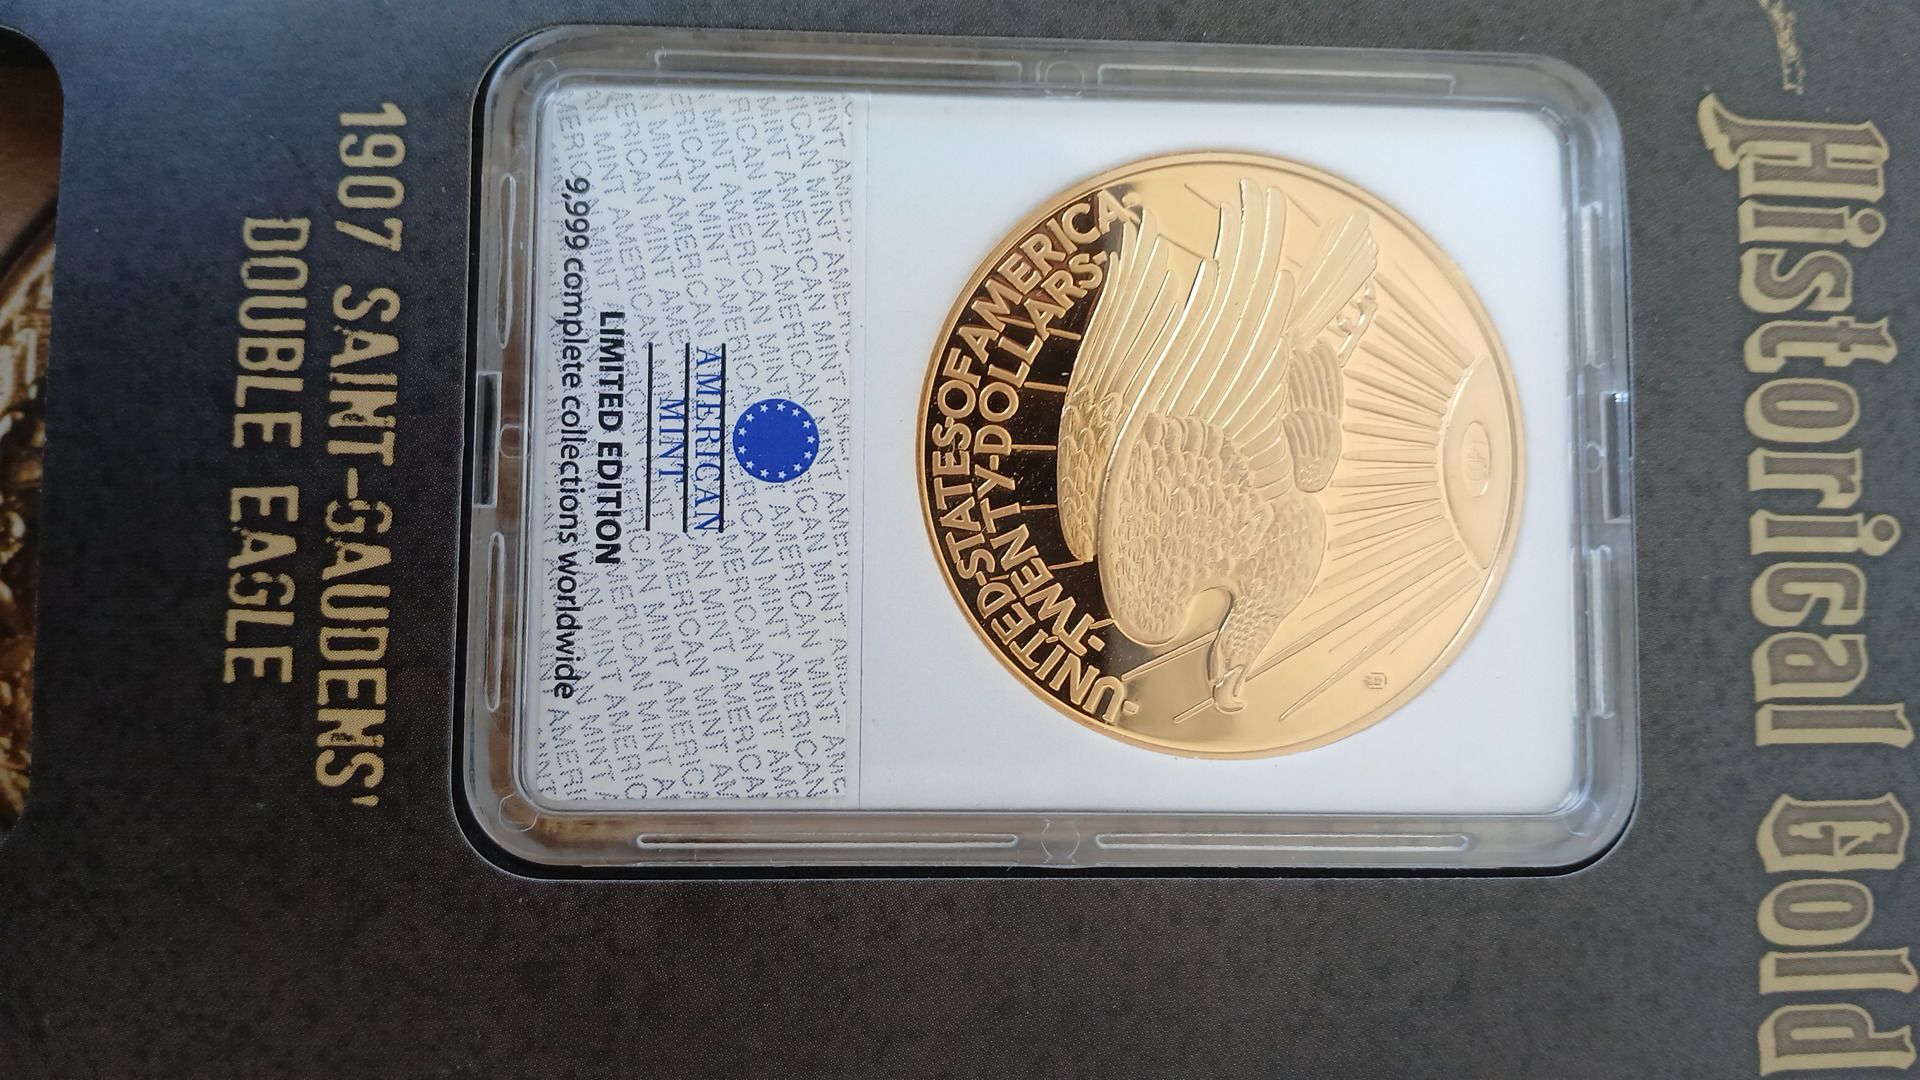 Historical Gold
UNITED·STATES OF AMERICA·
·TWENTY·DOLLARS·
COPY
AMERICAN
MINT
LIMITED EDITION
9,999 complete collections worldwide
1907 SAINT-GAUDENS'
DOUBLE EAGLE